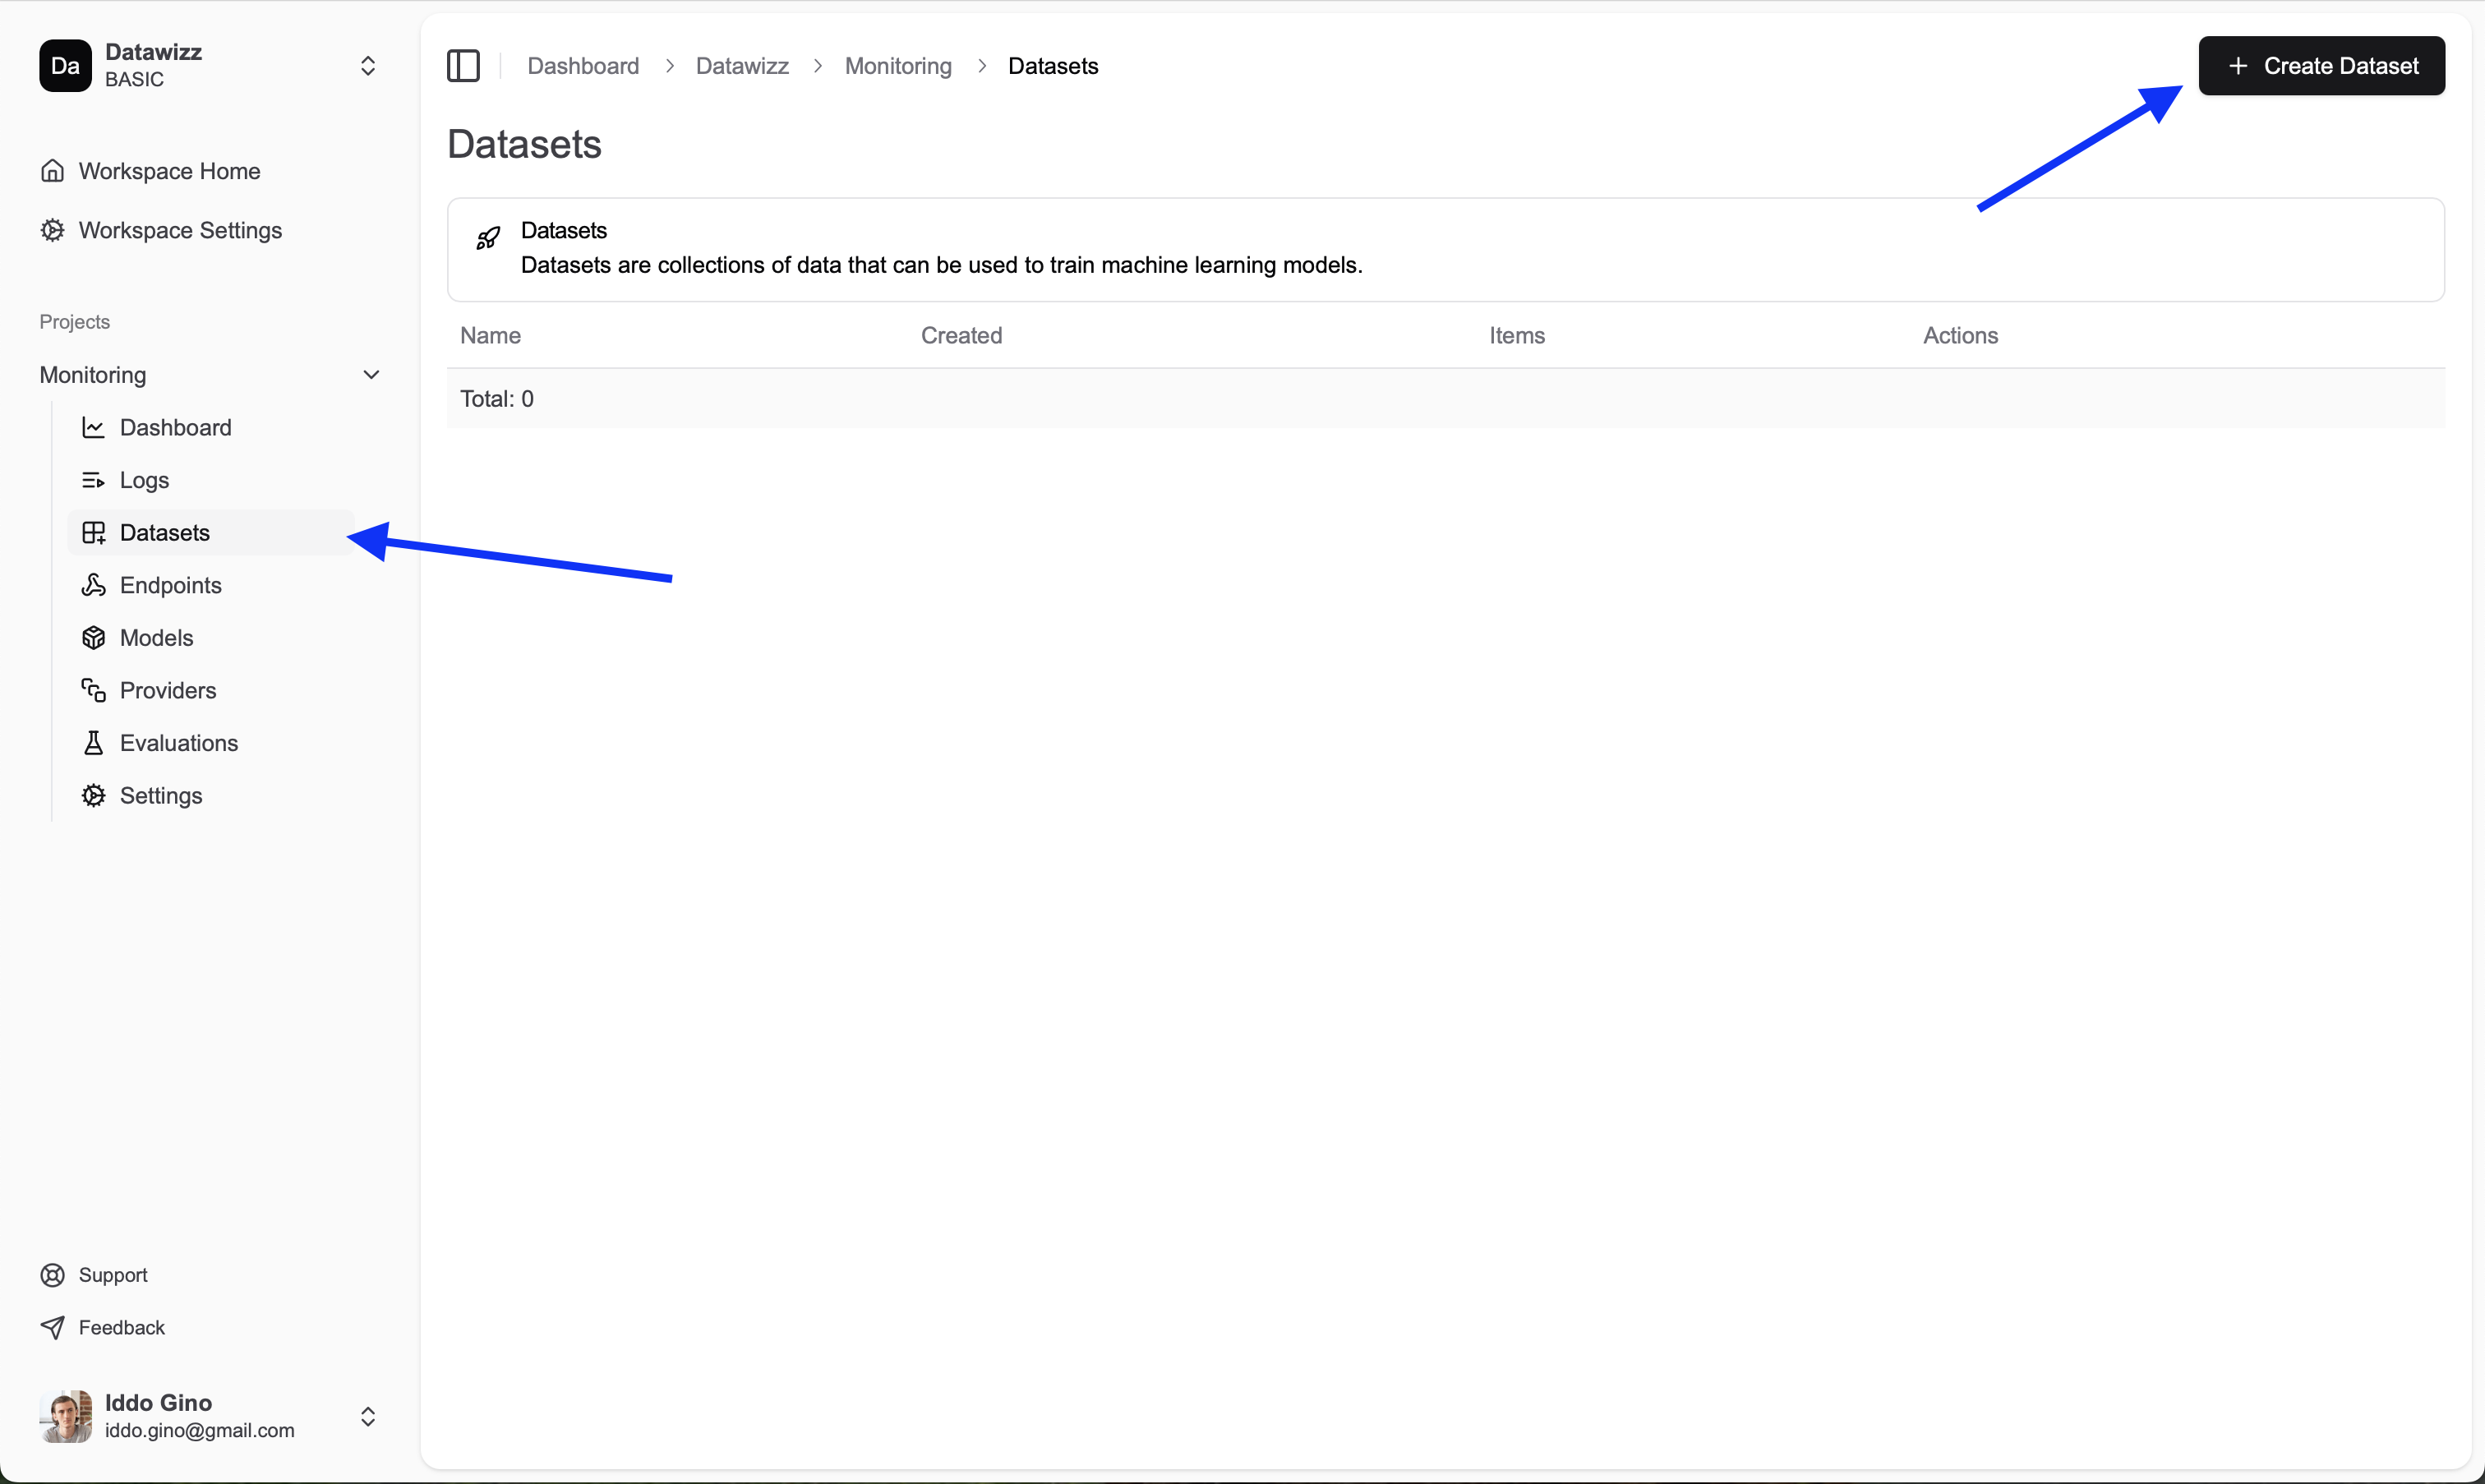 Da
Datawizz
BASIC
Workspace Home
Workspace Settings
Projects
Monitoring
Dashboard
Logs
Datasets
Endpoints
Models
Providers
Evaluations
Settings
Support
Feedback
Iddo Gino
iddo.gino@gmail.com
Dashboard > Datawizz > Monitoring > Datasets
+ Create Dataset
Datasets
Datasets
Datasets are collections of data that can be used to train machine learning models.
Name Created Items Actions
Total: 0